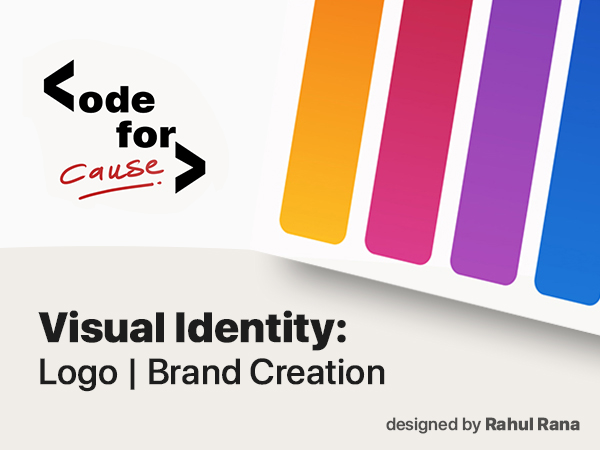 <ode
for
cause >
Visual Identity:
Logo | Brand Creation
designed by Rahul Rana